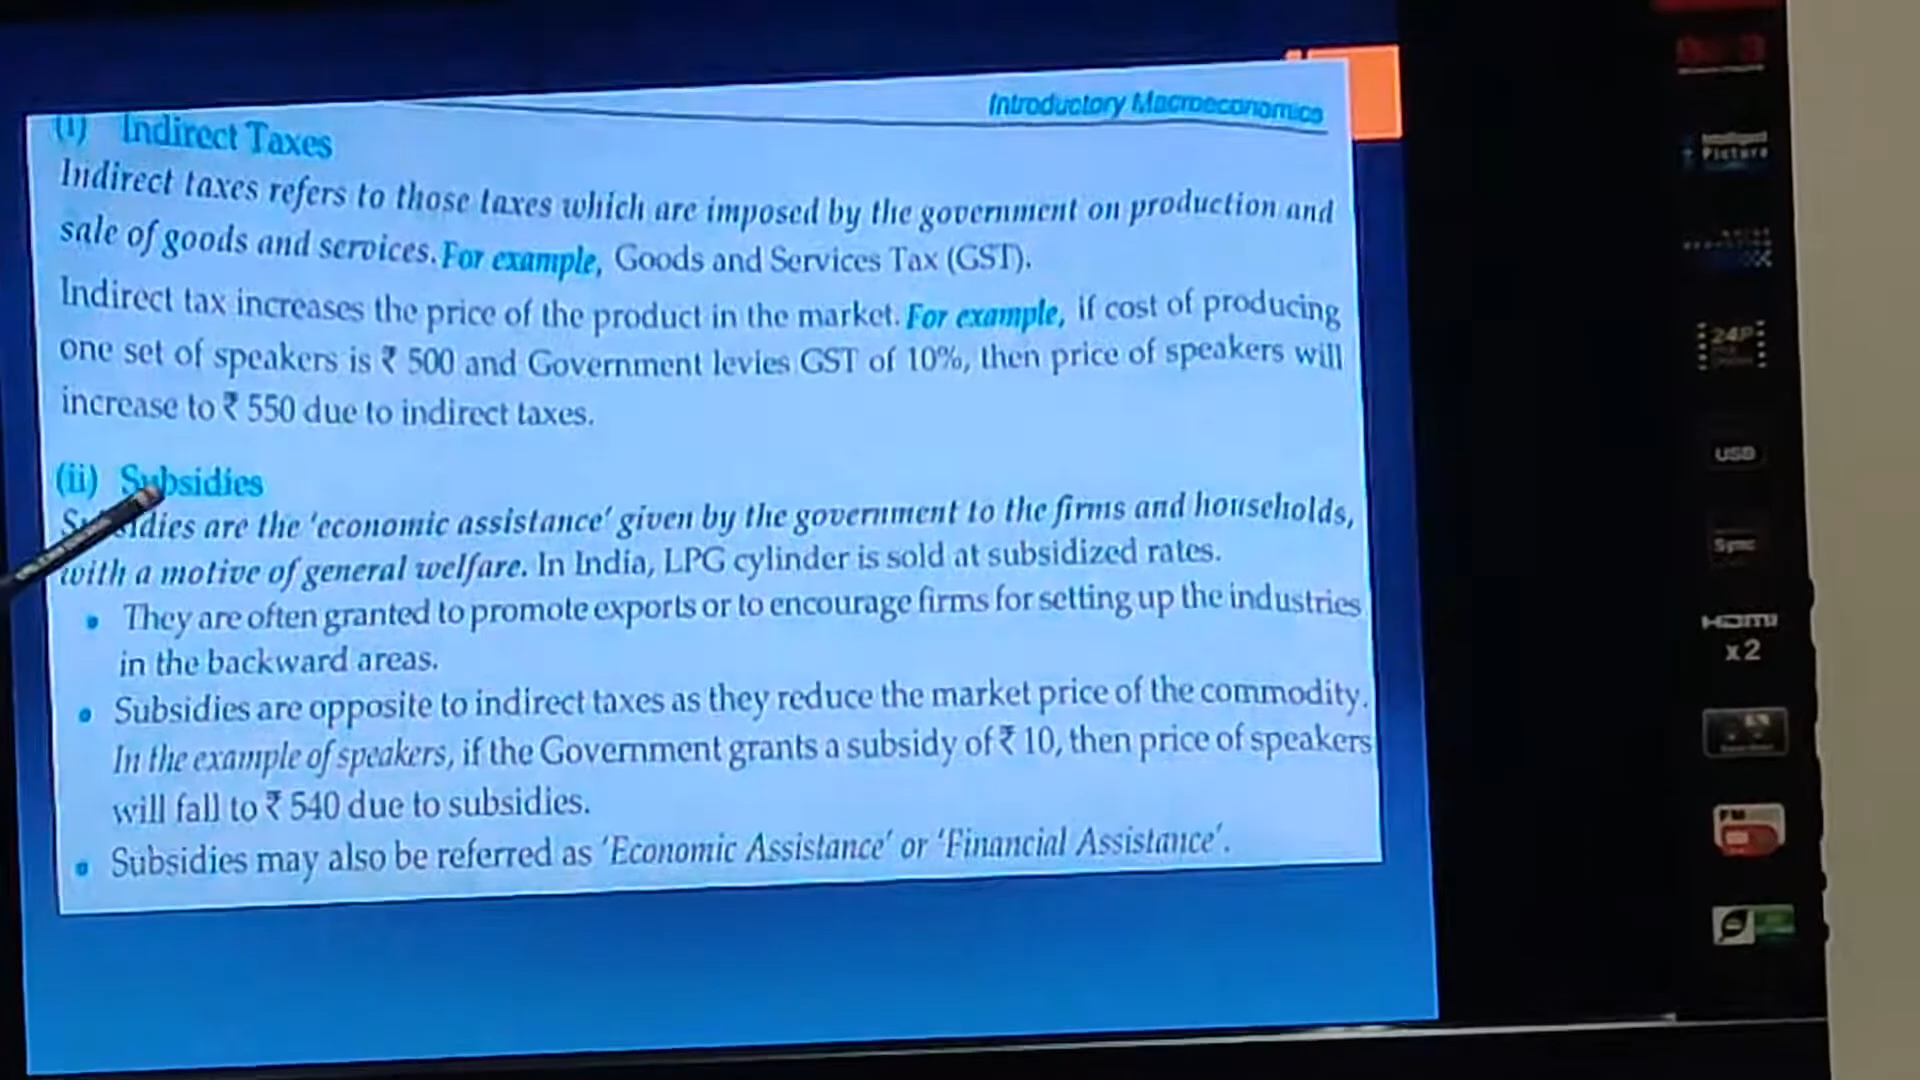 Introductory Macroeconomics
(i) Indirect Taxes
Indirect taxes refers to those taxes which are imposed by the government on production and
sale of goods and services. For example, Goods and Services Tax (GST).
Indirect tax increases the price of the product in the market. For example, if cost of producing
one set of speakers is ₹ 500 and Government levies GST of 10%, then price of speakers will
increase to ₹ 550 due to indirect taxes.
(ii) Subsidies
Subsidies are the 'economic assistance' given by the government to the firms and households,
with a motive of general welfare. In India, LPG cylinder is sold at subsidized rates.
• They are often granted to promote exports or to encourage firms for setting up the industries
in the backward areas.
• Subsidies are opposite to indirect taxes as they reduce the market price of the commodity.
In the example of speakers, if the Government grants a subsidy of ₹ 10, then price of speakers
will fall to ₹ 540 due to subsidies.
• Subsidies may also be referred as 'Economic Assistance' or 'Financial Assistance'.
Intelligent
Picture
24P
USB
Sync
HDMI
x2
FM